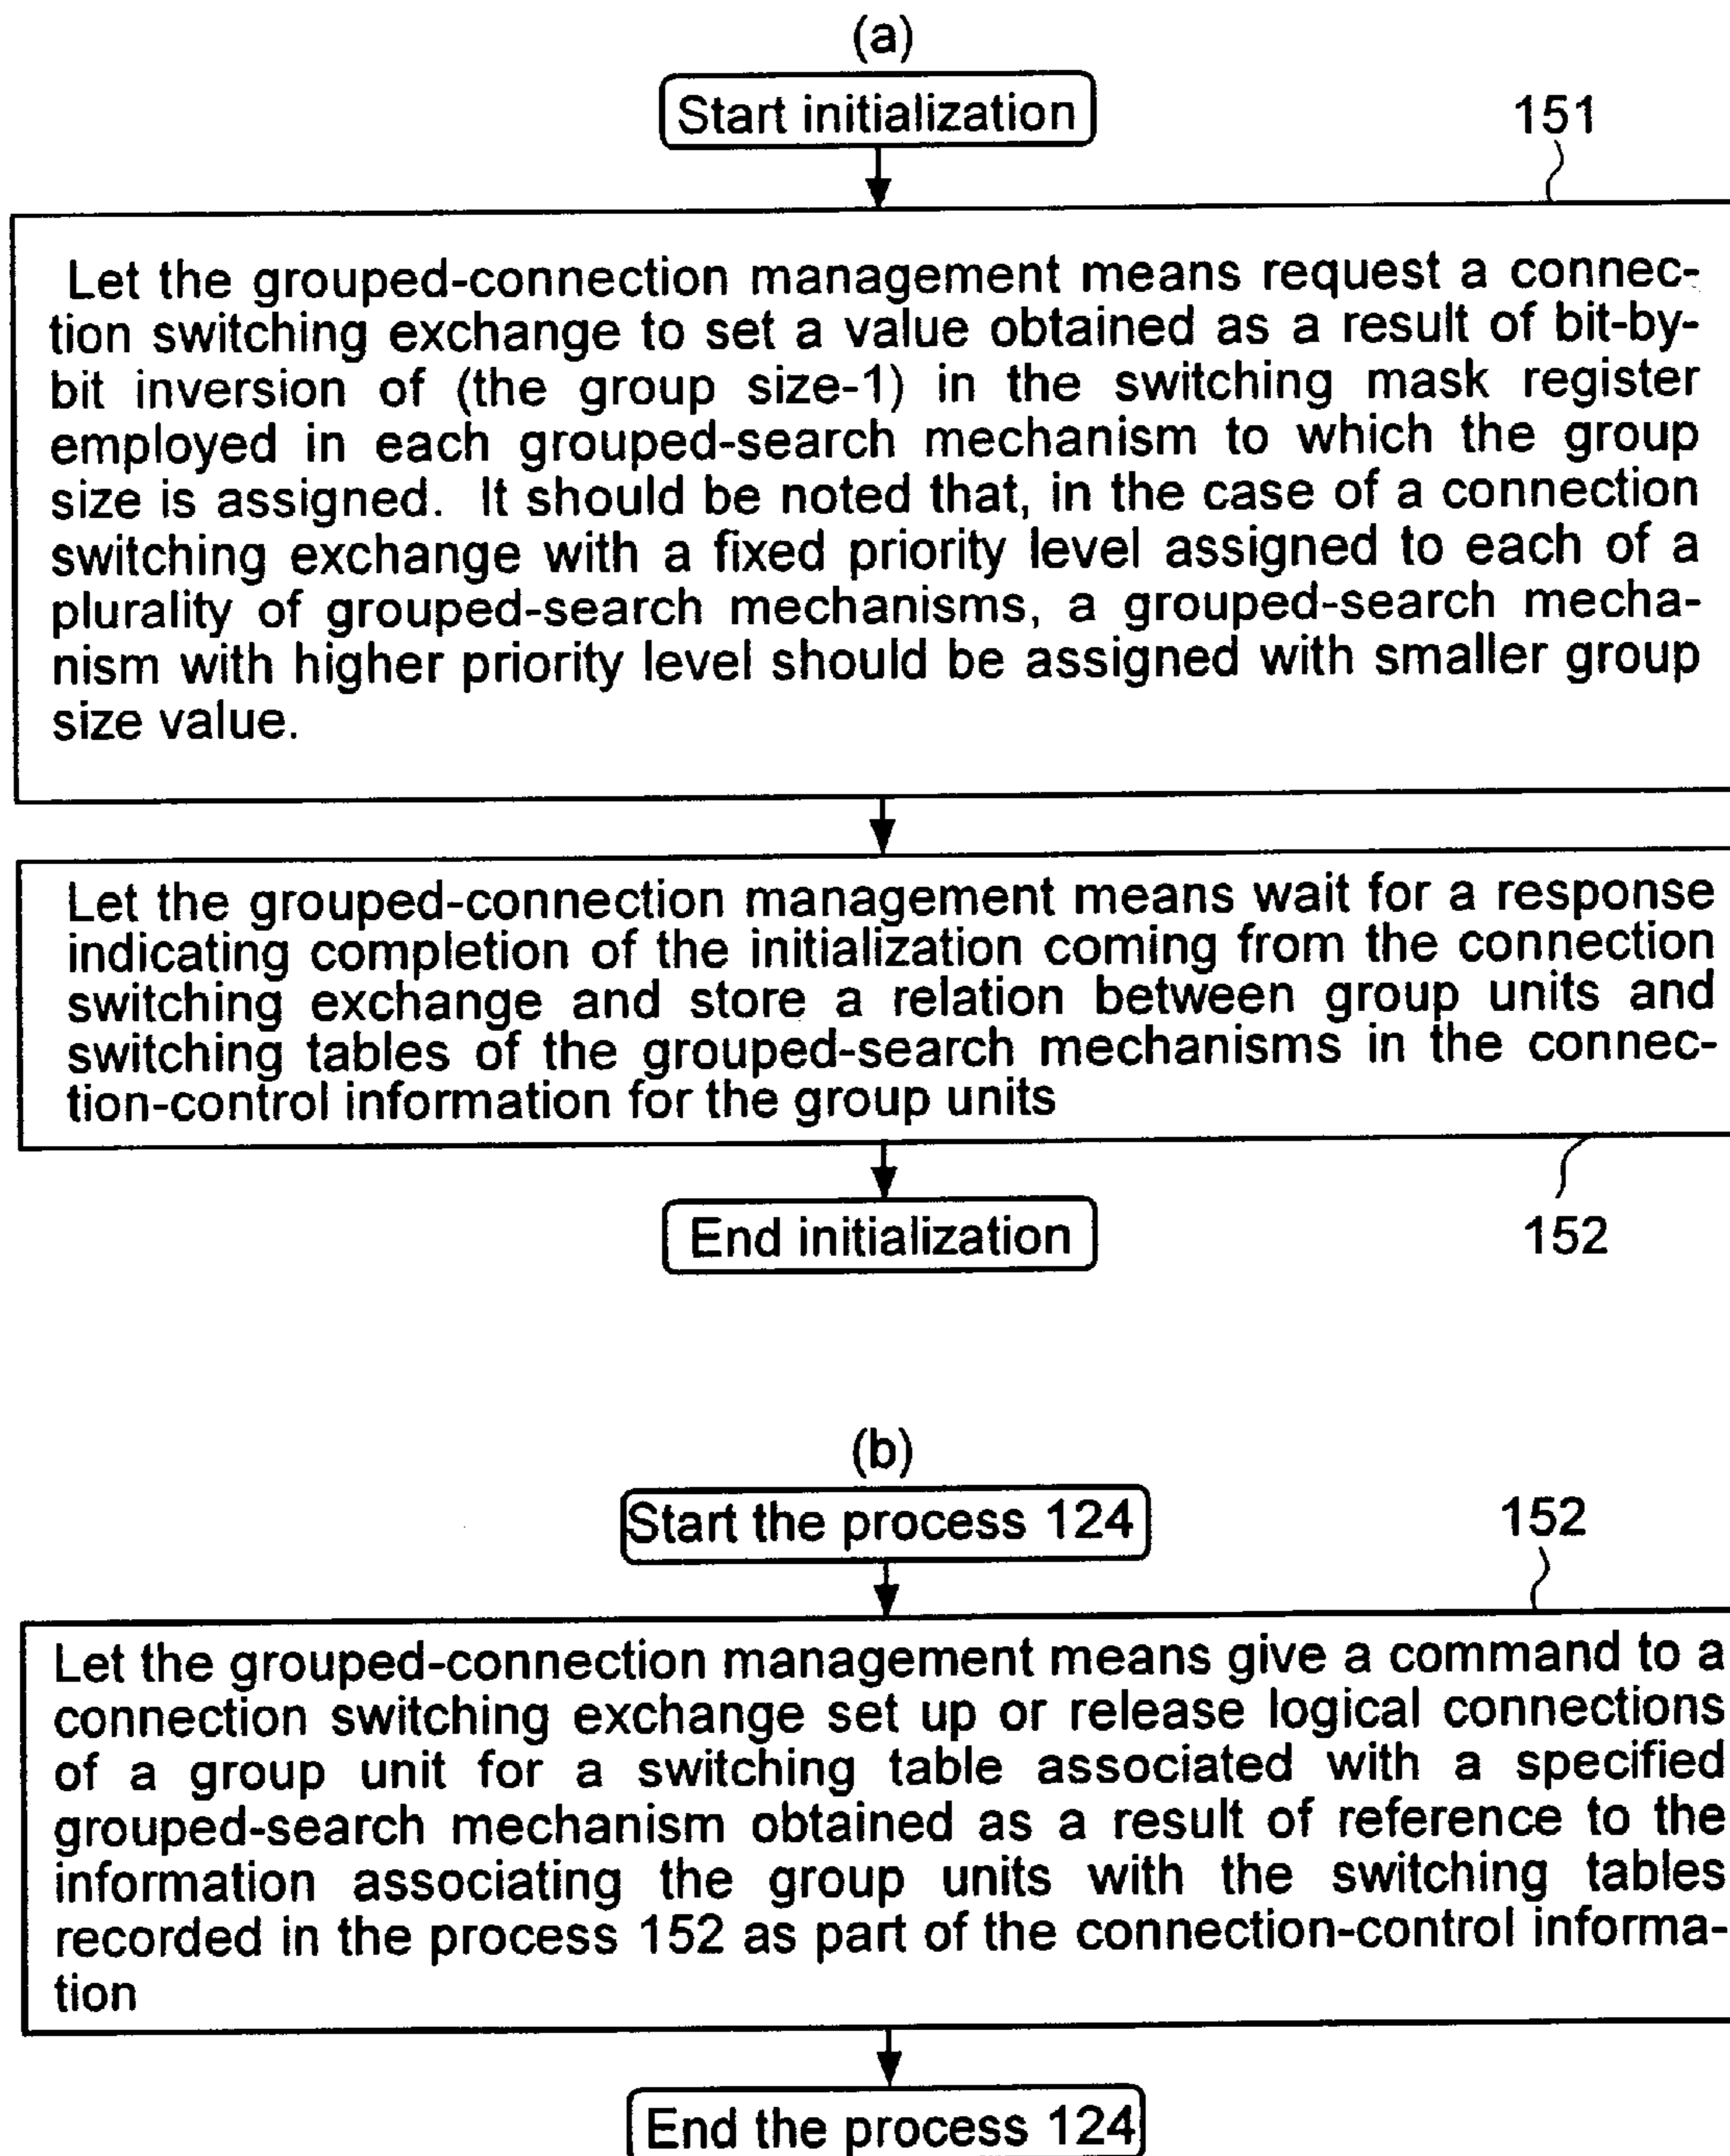 (a)
Start initialization
151
Let the grouped-connection management means request a connec-
tion switching exchange to set a value obtained as a result of bit-by-
bit inversion of (the group size-1) in the switching mask register
employed in each grouped-search mechanism to which the group
size is assigned. It should be noted that, in the case of a connection
switching exchange with a fixed priority level assigned to each of a
plurality of grouped-search mechanisms, a grouped-search mecha-
nism with higher priority level should be assigned with smaller group
size value.
Let the grouped-connection management means wait for a response
indicating completion of the initialization coming from the connection
switching exchange and store a relation between group units and
switching tables of the grouped-search mechanisms in the connec-
tion-control information for the group units
End initialization
152
(b)
Start the process 124
152
Let the grouped-connection management means give a command to a
connection switching exchange set up or release logical connections
of a group unit for a switching table associated with a specified
grouped-search mechanism obtained as a result of reference to the
information associating the group units with the switching tables
recorded in the process 152 as part of the connection-control informa-
tion
End the process 124